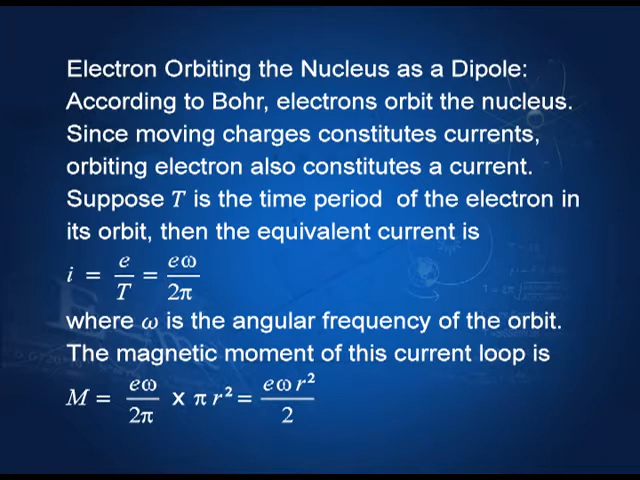 Electron Orbiting the Nucleus as a Dipole:
According to Bohr, electrons orbit the nucleus.
Since moving charges constitutes currents,
orbiting electron also constitutes a current.
Suppose T is the time period of the electron in
its orbit, then the equivalent current is
i = e/T = eω/2π
where ω is the angular frequency of the orbit.
The magnetic moment of this current loop is
M = eω/2π x π r² = eω r²/2